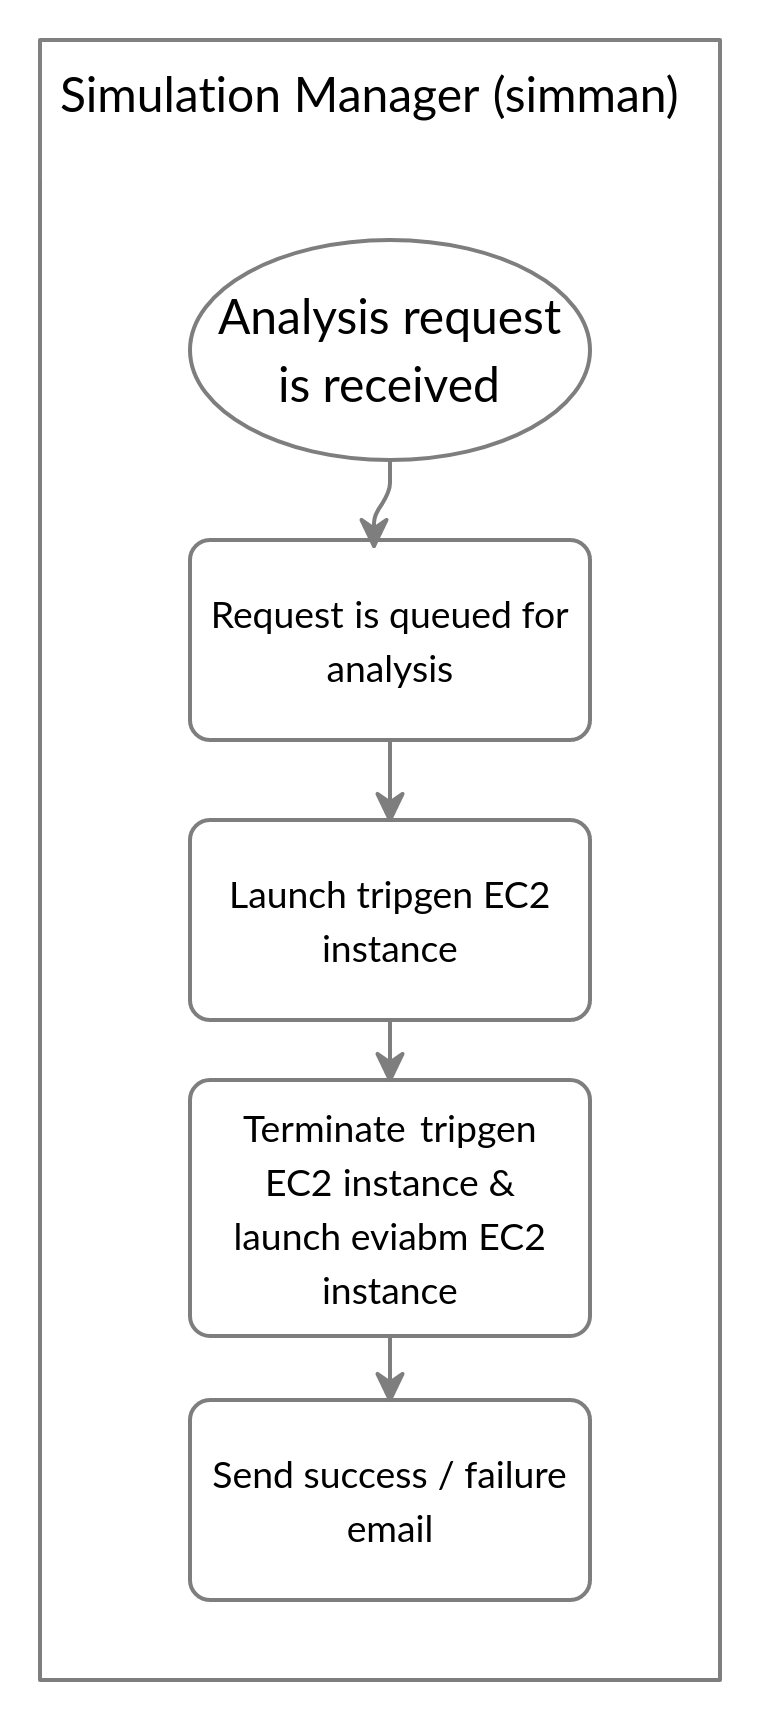 Simulation Manager (simman)
Analysis request
is received
Request is queued for
analysis
Launch tripgen EC2
instance
Terminate tripgen
EC2 instance &
launch eviabm EC2
instance
Send success / failure
email